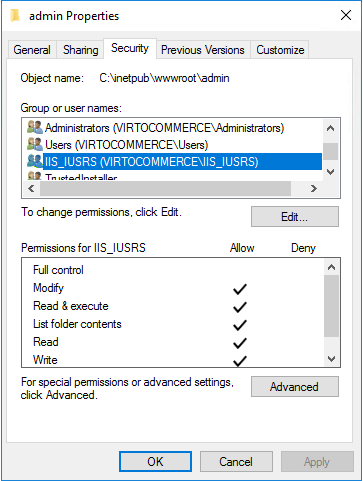 admin Properties
General Sharing Security Previous Versions Customize
Object name: C:\inetpub\wwwroot\admin
Group or user names:
Administrators (VIRTOCOMMERCE\Administrators)
Users (VIRTOCOMMERCE\Users)
IIS_IUSRS (VIRTOCOMMERCE\IIS_IUSRS)
TrustedInstaller
To change permissions, click Edit.
Edit...
Permissions for IIS_IUSRS Allow Deny
Full control
Modify
Read & execute
List folder contents
Read
Write
For special permissions or advanced settings,
click Advanced.
Advanced
OK Cancel Apply